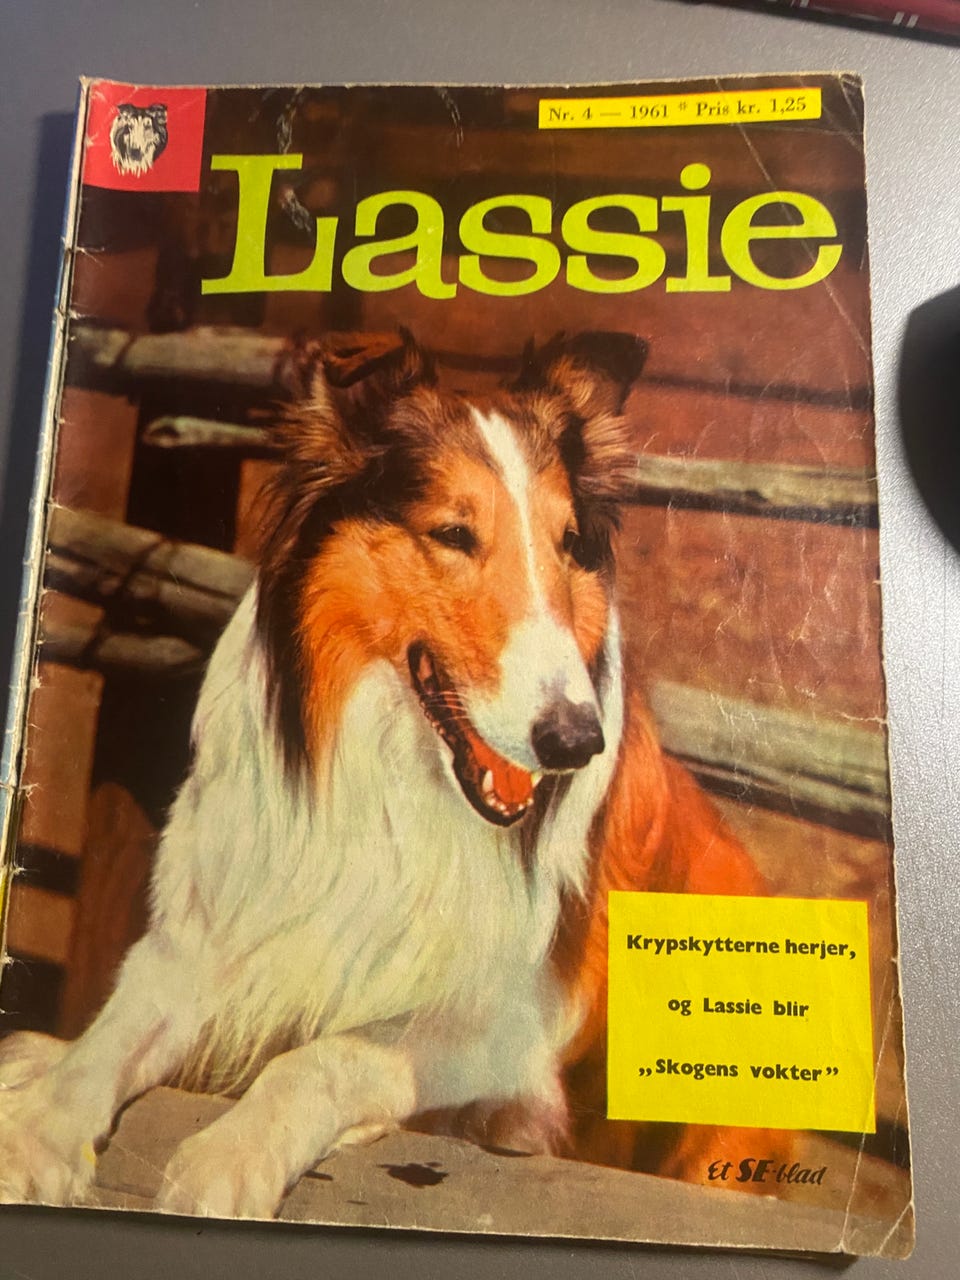 Nr. 4 — 1961 * Pris kr. 1,25
Lassie
Krypskytterne herjer,
og Lassie blir
„Skogens vokter”
Et SE-blad